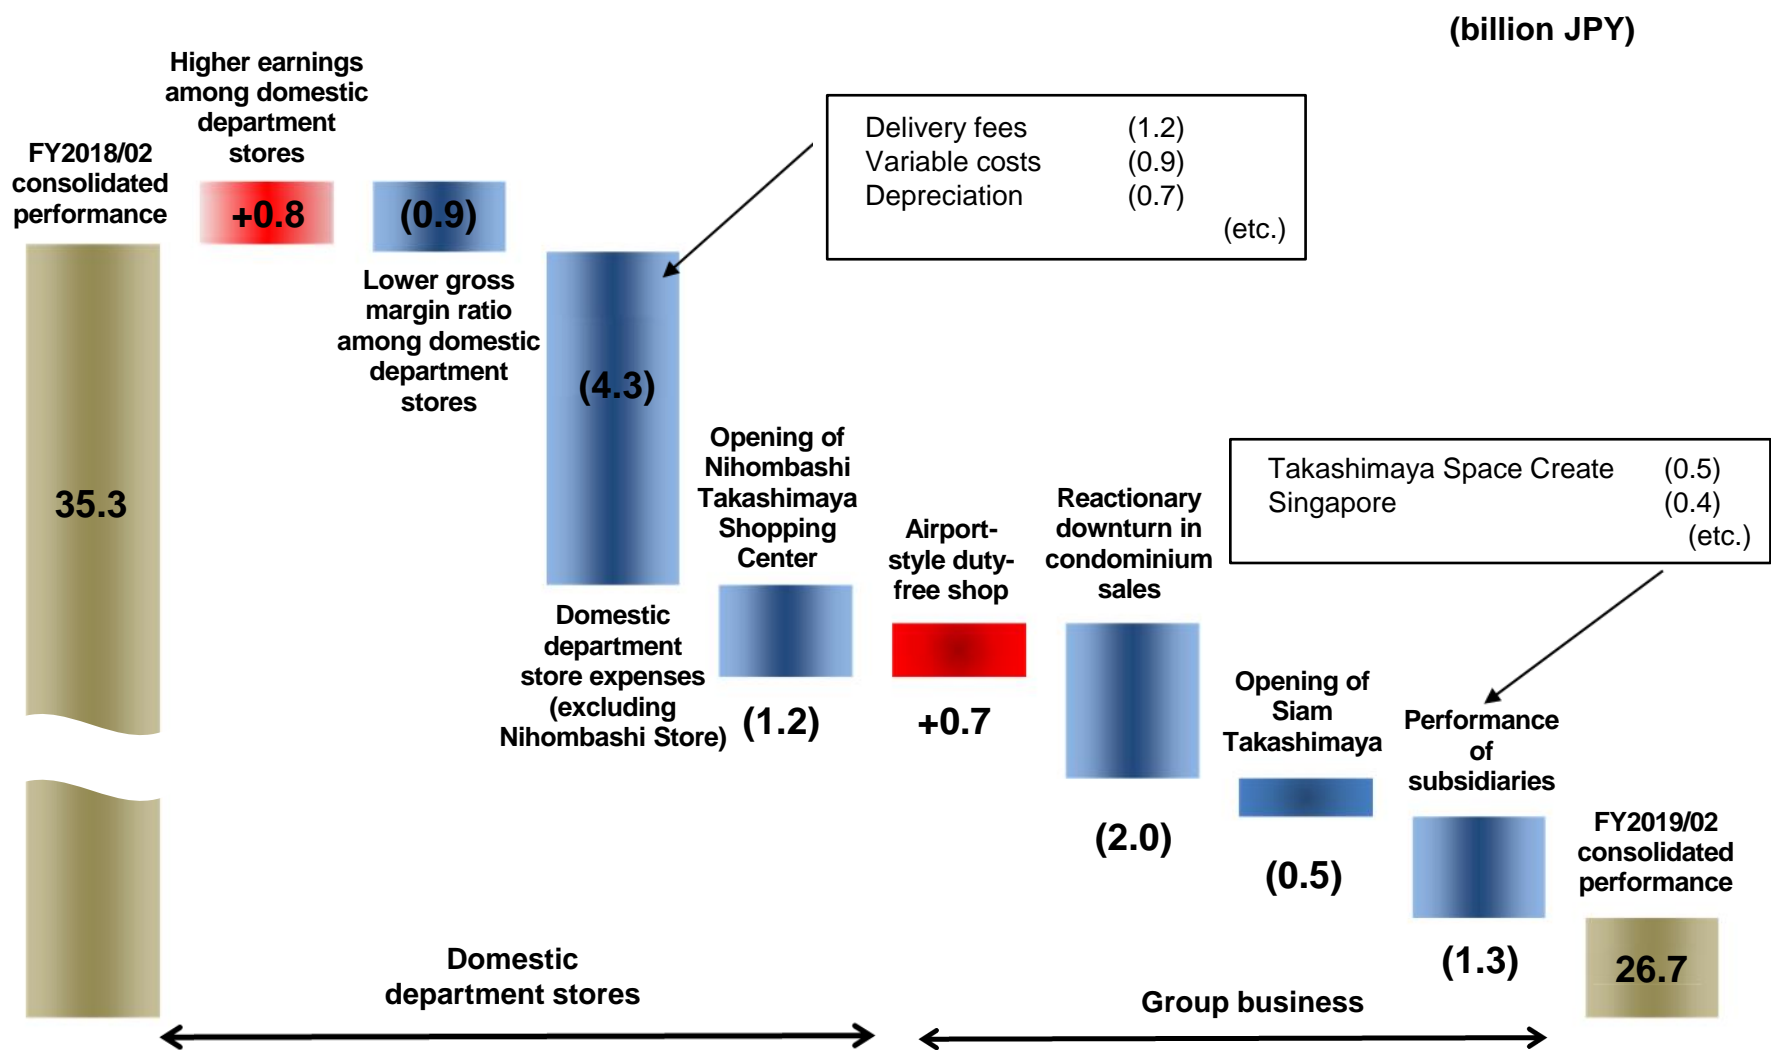 (billion JPY)
FY2018/02
consolidated
performance
35.3
Higher earnings
among domestic
department
stores
+0.8
(0.9)
Lower gross
margin ratio
among domestic
department
stores
(4.3)
Domestic
department
store expenses
(excluding
Nihombashi Store)
Delivery fees (1.2)
Variable costs (0.9)
Depreciation (0.7)
(etc.)
Opening of
Nihombashi
Takashimaya
Shopping
Center
(1.2)
Airport-
style duty-
free shop
+0.7
Reactionary
downturn in
condominium
sales
(2.0)
Opening of
Siam
Takashimaya
(0.5)
Takashimaya Space Create (0.5)
Singapore (0.4)
(etc.)
Performance
of
subsidiaries
(1.3)
FY2019/02
consolidated
performance
26.7
Domestic
department stores
Group business